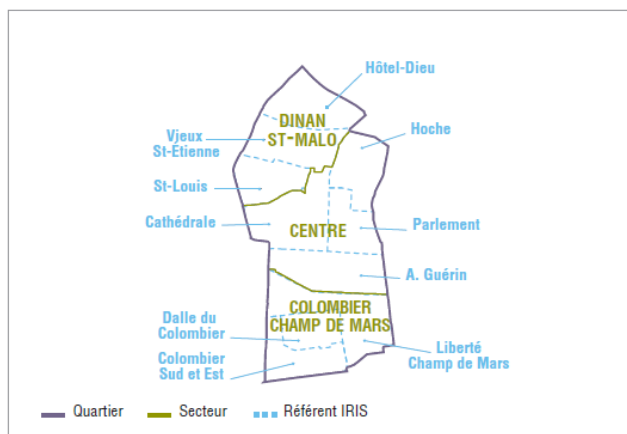 Hôtel-Dieu
DINAN
ST-MALO
Hoche
Vieux
St-Etienne
St-Louis
Cathédrale
CENTRE
Parlement
A. Guérin
COLOMBIER
CHAMP DE MARS
Dalle du
Colombier
Liberté
Champ de Mars
Colombier
Sud et Est
Quartier
Secteur
Référent IRIS